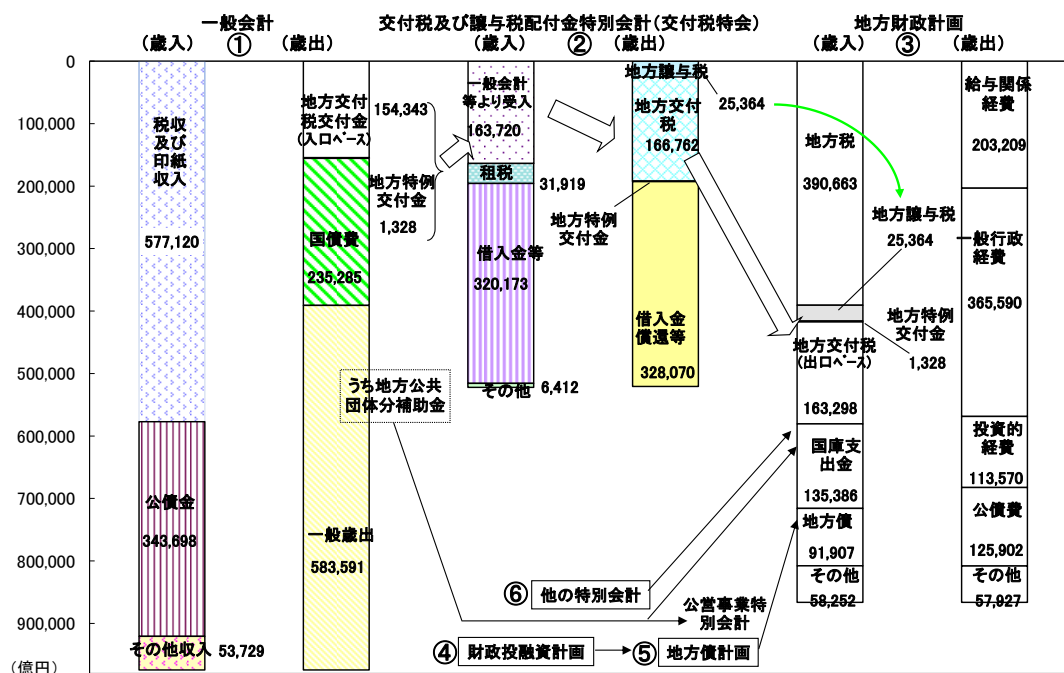 一般会計
(歳入) ① (歳出)
交付税及び譲与税配付金特別会計(交付税特会)
(歳入) ② (歳出)
地方財政計画
(歳入) ③ (歳出)
0
100,000
200,000
300,000
400,000
500,000
600,000
700,000
800,000
900,000
(億円)
税収
及び
印紙
収入
577,120
公債金
343,698
その他収入 53,729
地方交付
税交付金
(入口ベース)
154,343
地方特例
交付金
1,328
国債費
235,285
一般歳出
583,591
一般会計
等より受入
163,720
租税
31,919
借入金等
320,173
その他 6,412
地方譲与税
25,364
地方交付
税
166,762
地方特例
交付金
借入金
償還等
328,070
うち地方公共
団体分補助金
地方税
390,663
地方譲与税
25,364
地方特例
交付金
1,328
地方交付税
(出口ベース)
163,298
国庫支
出金
135,386
地方債
91,907
その他
58,252
給与関係
経費
203,209
一般行政
経費
365,590
投資的
経費
113,570
公債費
125,902
その他
57,927
⑥ 他の特別会計
公営事業特
別会計
④ 財政投融資計画
⑤ 地方債計画